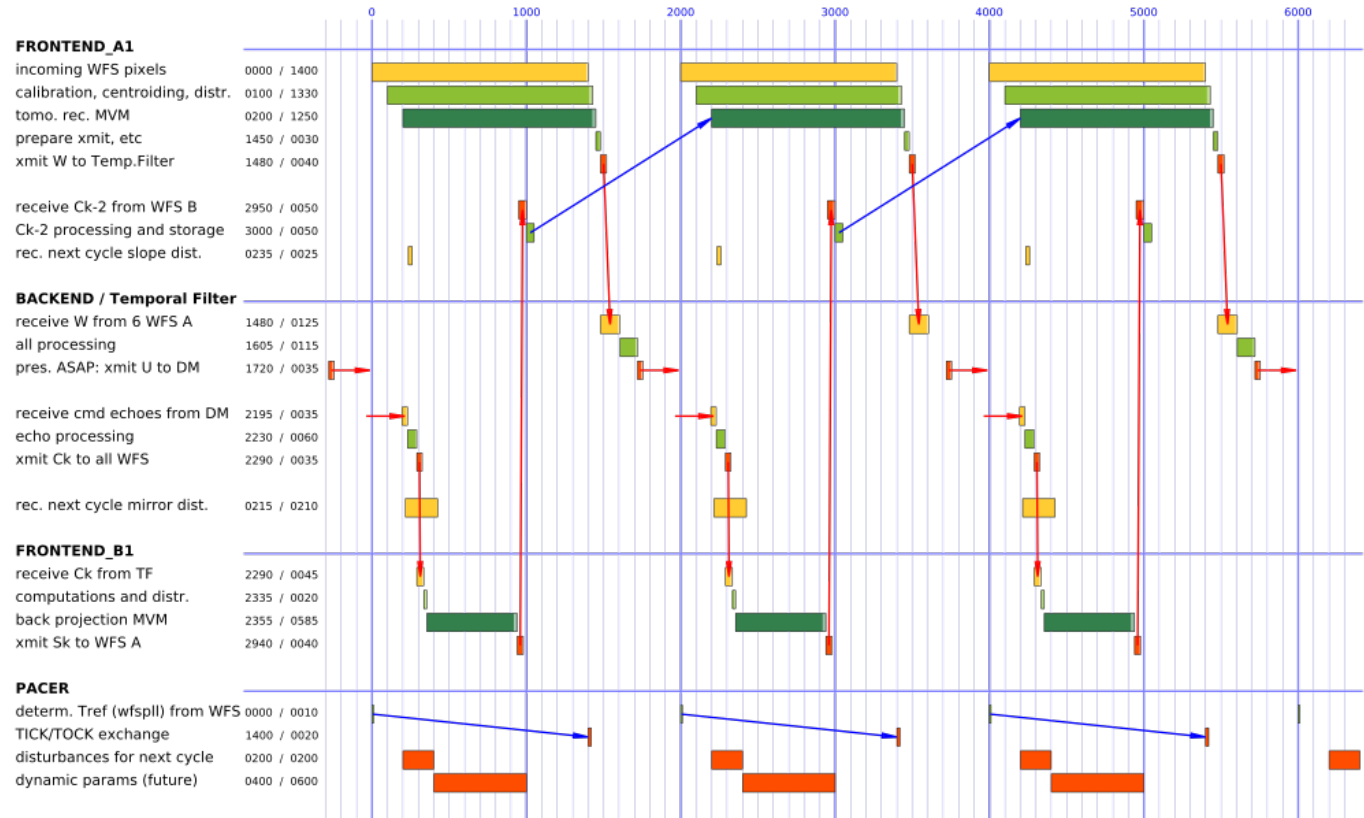 0 1000 2000 3000 4000 5000 6000
FRONTEND_A1
incoming WFS pixels 0000 / 1400
calibration, centroiding, distr. 0100 / 1330
tomo. rec. MVM 0200 / 1250
prepare xmit, etc 1450 / 0030
xmit W to Temp.Filter 1480 / 0040
receive Ck-2 from WFS B 2950 / 0050
Ck-2 processing and storage 3000 / 0050
rec. next cycle slope dist. 0235 / 0025
BACKEND / Temporal Filter
receive W from 6 WFS A 1480 / 0125
all processing 1605 / 0115
pres. ASAP: xmit U to DM 1720 / 0035
receive cmd echoes from DM 2195 / 0035
echo processing 2230 / 0060
xmit Ck to all WFS 2290 / 0035
rec. next cycle mirror dist. 0215 / 0210
FRONTEND_B1
receive Ck from TF 2290 / 0045
computations and distr. 2335 / 0020
back projection MVM 2355 / 0585
xmit Sk to WFS A 2940 / 0040
PACER
determ. Tref (wfspll) from WFS 0000 / 0010
TICK/TOCK exchange 1400 / 0020
disturbances for next cycle 0200 / 0200
dynamic params (future) 0400 / 0600